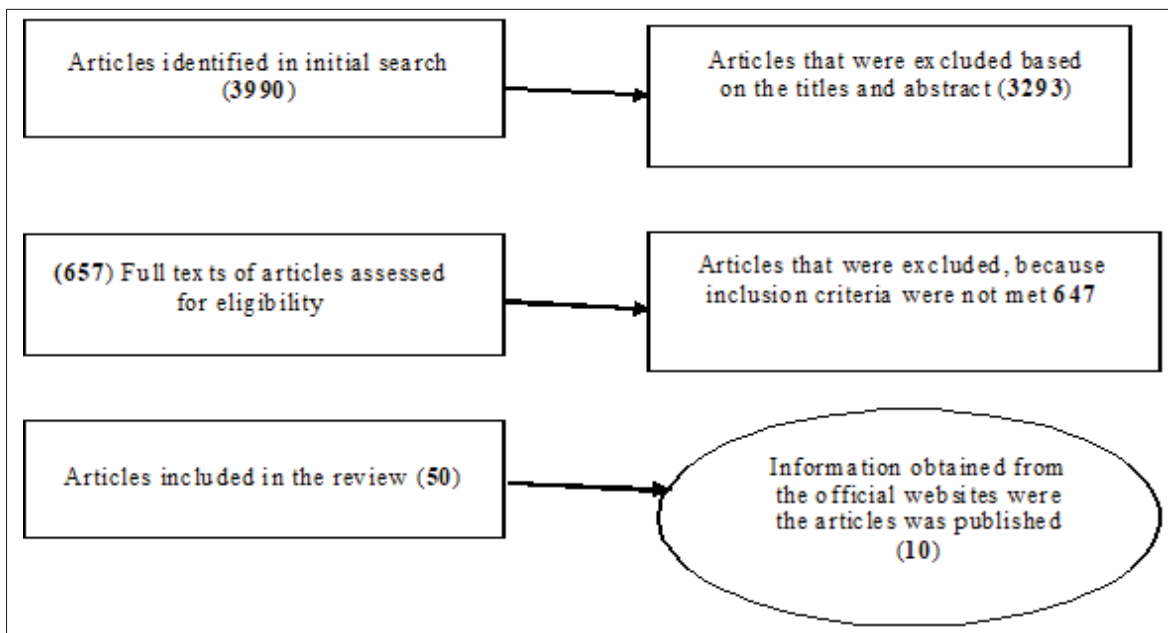 Articles identified in initial search
(3990)
Articles that were excluded based
on the titles and abstract (3293)
(657) Full texts of articles assessed
for eligibility
Articles that were excluded, because
inclusion criteria were not met 647
Articles included in the review (50)
Information obtained from
the official websites were
the articles was published
(10)